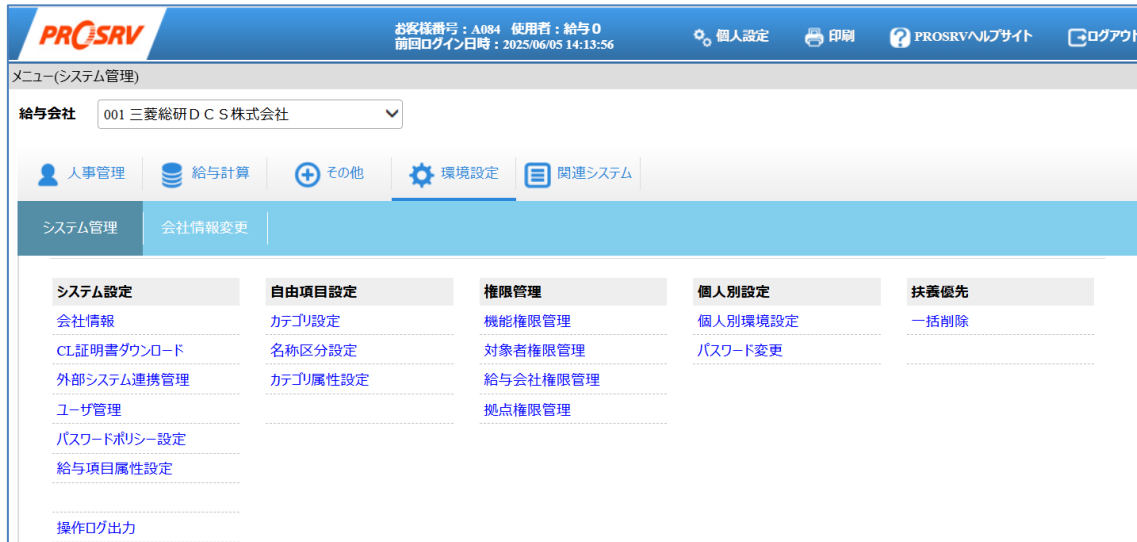 PROSRV
お客様番号：A084 使用者：給与０
前回ログイン日時：2025/06/05 14:13:56
個人設定
印刷
PROSRVヘルプサイト
ログアウト
メニュー(システム管理)
給与会社
001 三菱総研ＤＣＳ株式会社
人事管理
給与計算
その他
環境設定
関連システム
システム管理
会社情報変更
システム設定
会社情報
CL証明書ダウンロード
外部システム連携管理
ユーザ管理
パスワードポリシー設定
給与項目属性設定
操作ログ出力
自由項目設定
カテゴリ設定
名称区分設定
カテゴリ属性設定
権限管理
機能権限管理
対象者権限管理
給与会社権限管理
拠点権限管理
個人別設定
個人別環境設定
パスワード変更
扶養優先
一括削除